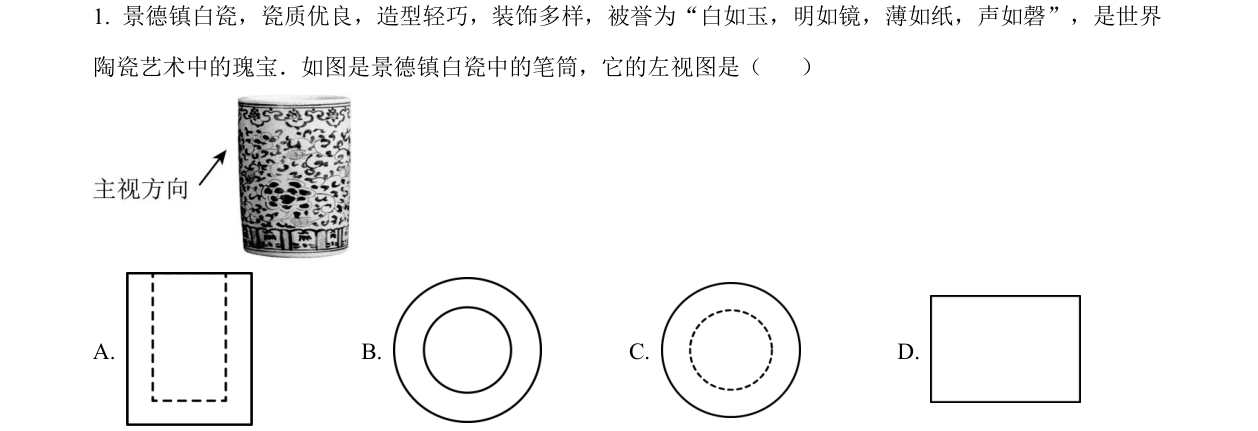 1. 景德镇白瓷，瓷质优良，造型轻巧，装饰多样，被誉为“白如玉，明如镜，薄如纸，声如磬”，是世界
陶瓷艺术中的瑰宝．如图是景德镇白瓷中的笔筒，它的左视图是（　　）
主视方向
A. B. C. D.